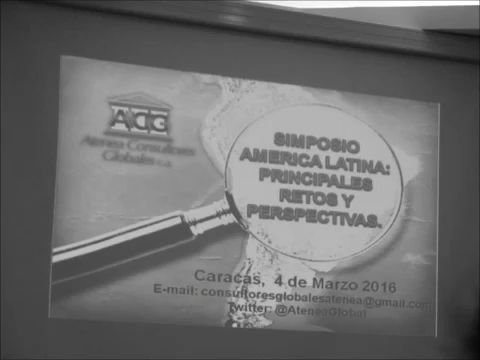 ACG
Atenea Consultores
Globales c.a.
SIMPOSIO
AMERICA LATINA:
PRINCIPALES
RETOS Y
PERSPECTIVAS.
Caracas, 4 de Marzo 2016
E-mail: consultoresglobalesatenea@gmail.com
Twitter: @AteneaGlobal